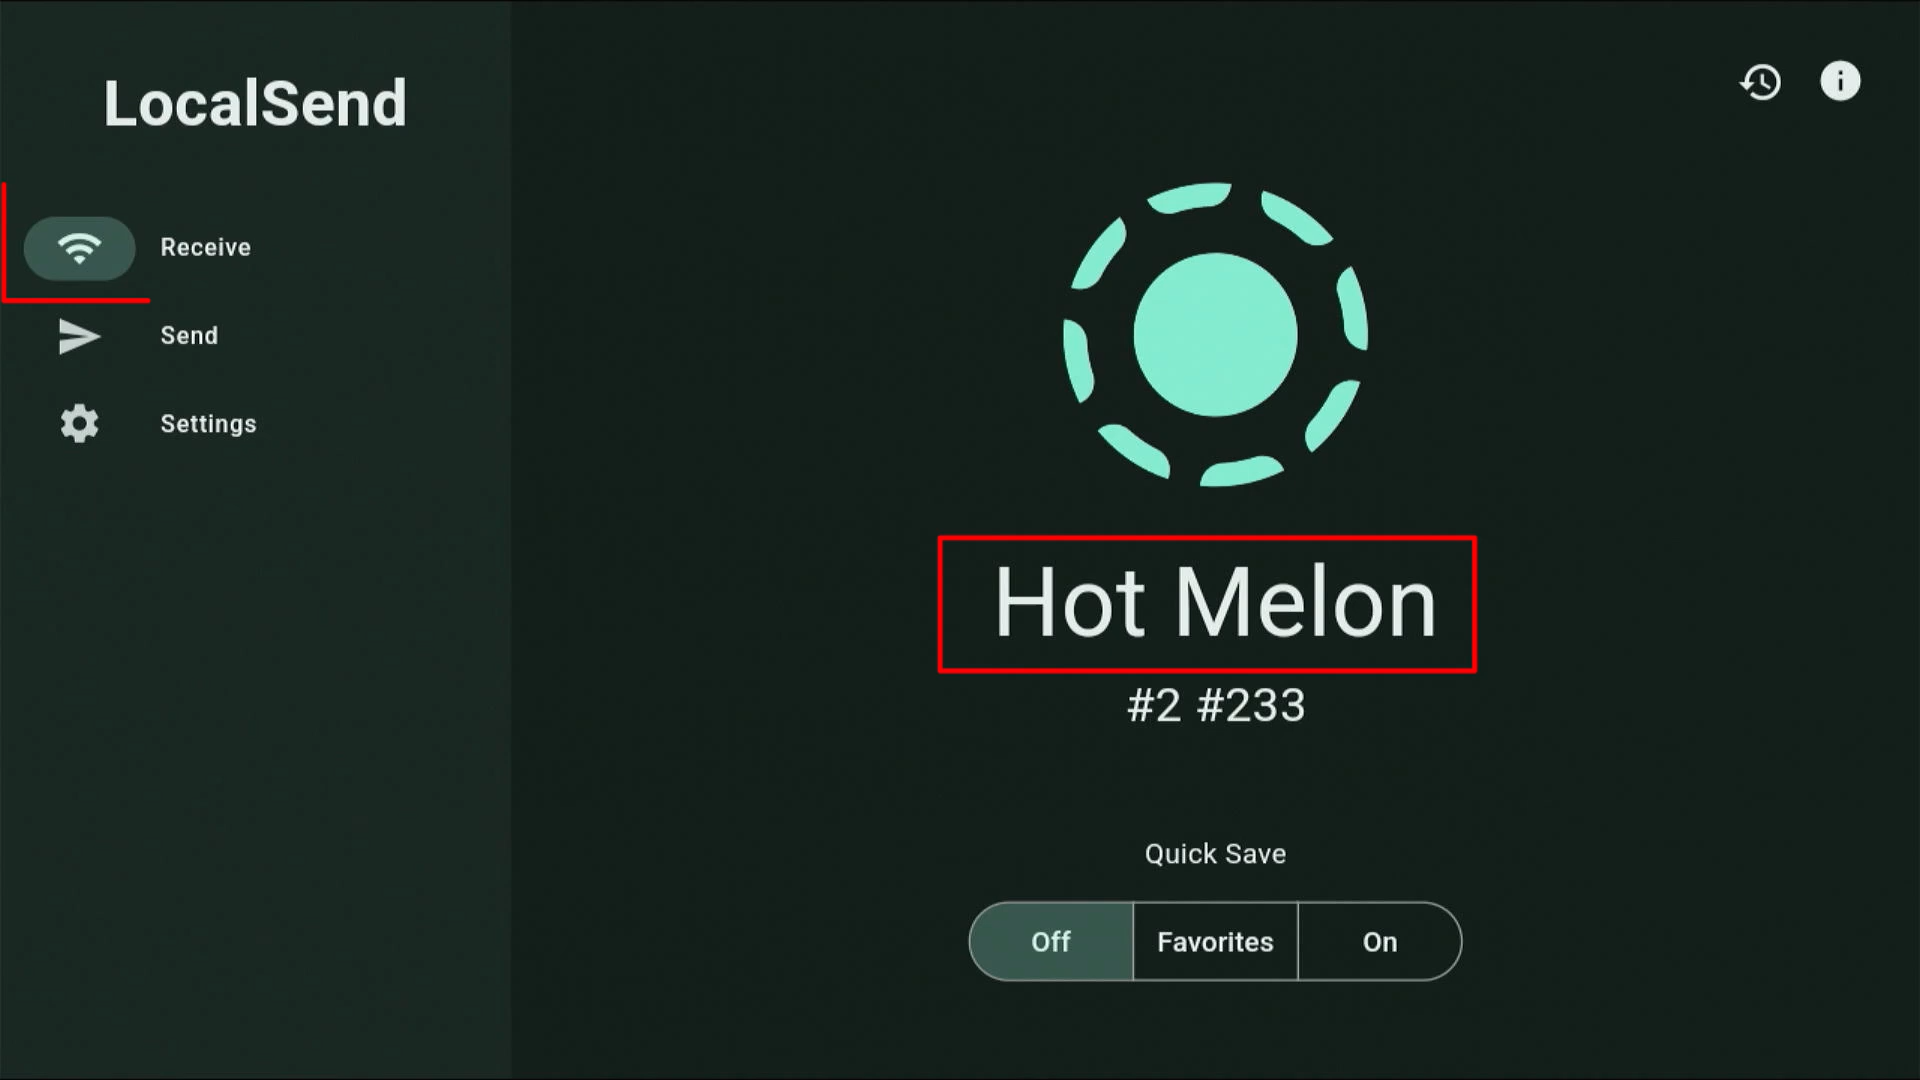 LocalSend
Receive
Send
Settings
Hot Melon
#2 #233
Quick Save
Off
Favorites
On